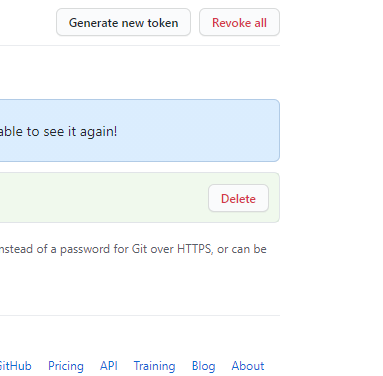 Generate new token Revoke all
able to see it again!
Delete
nstead of a password for Git over HTTPS, or can be
GitHub Pricing API Training Blog About